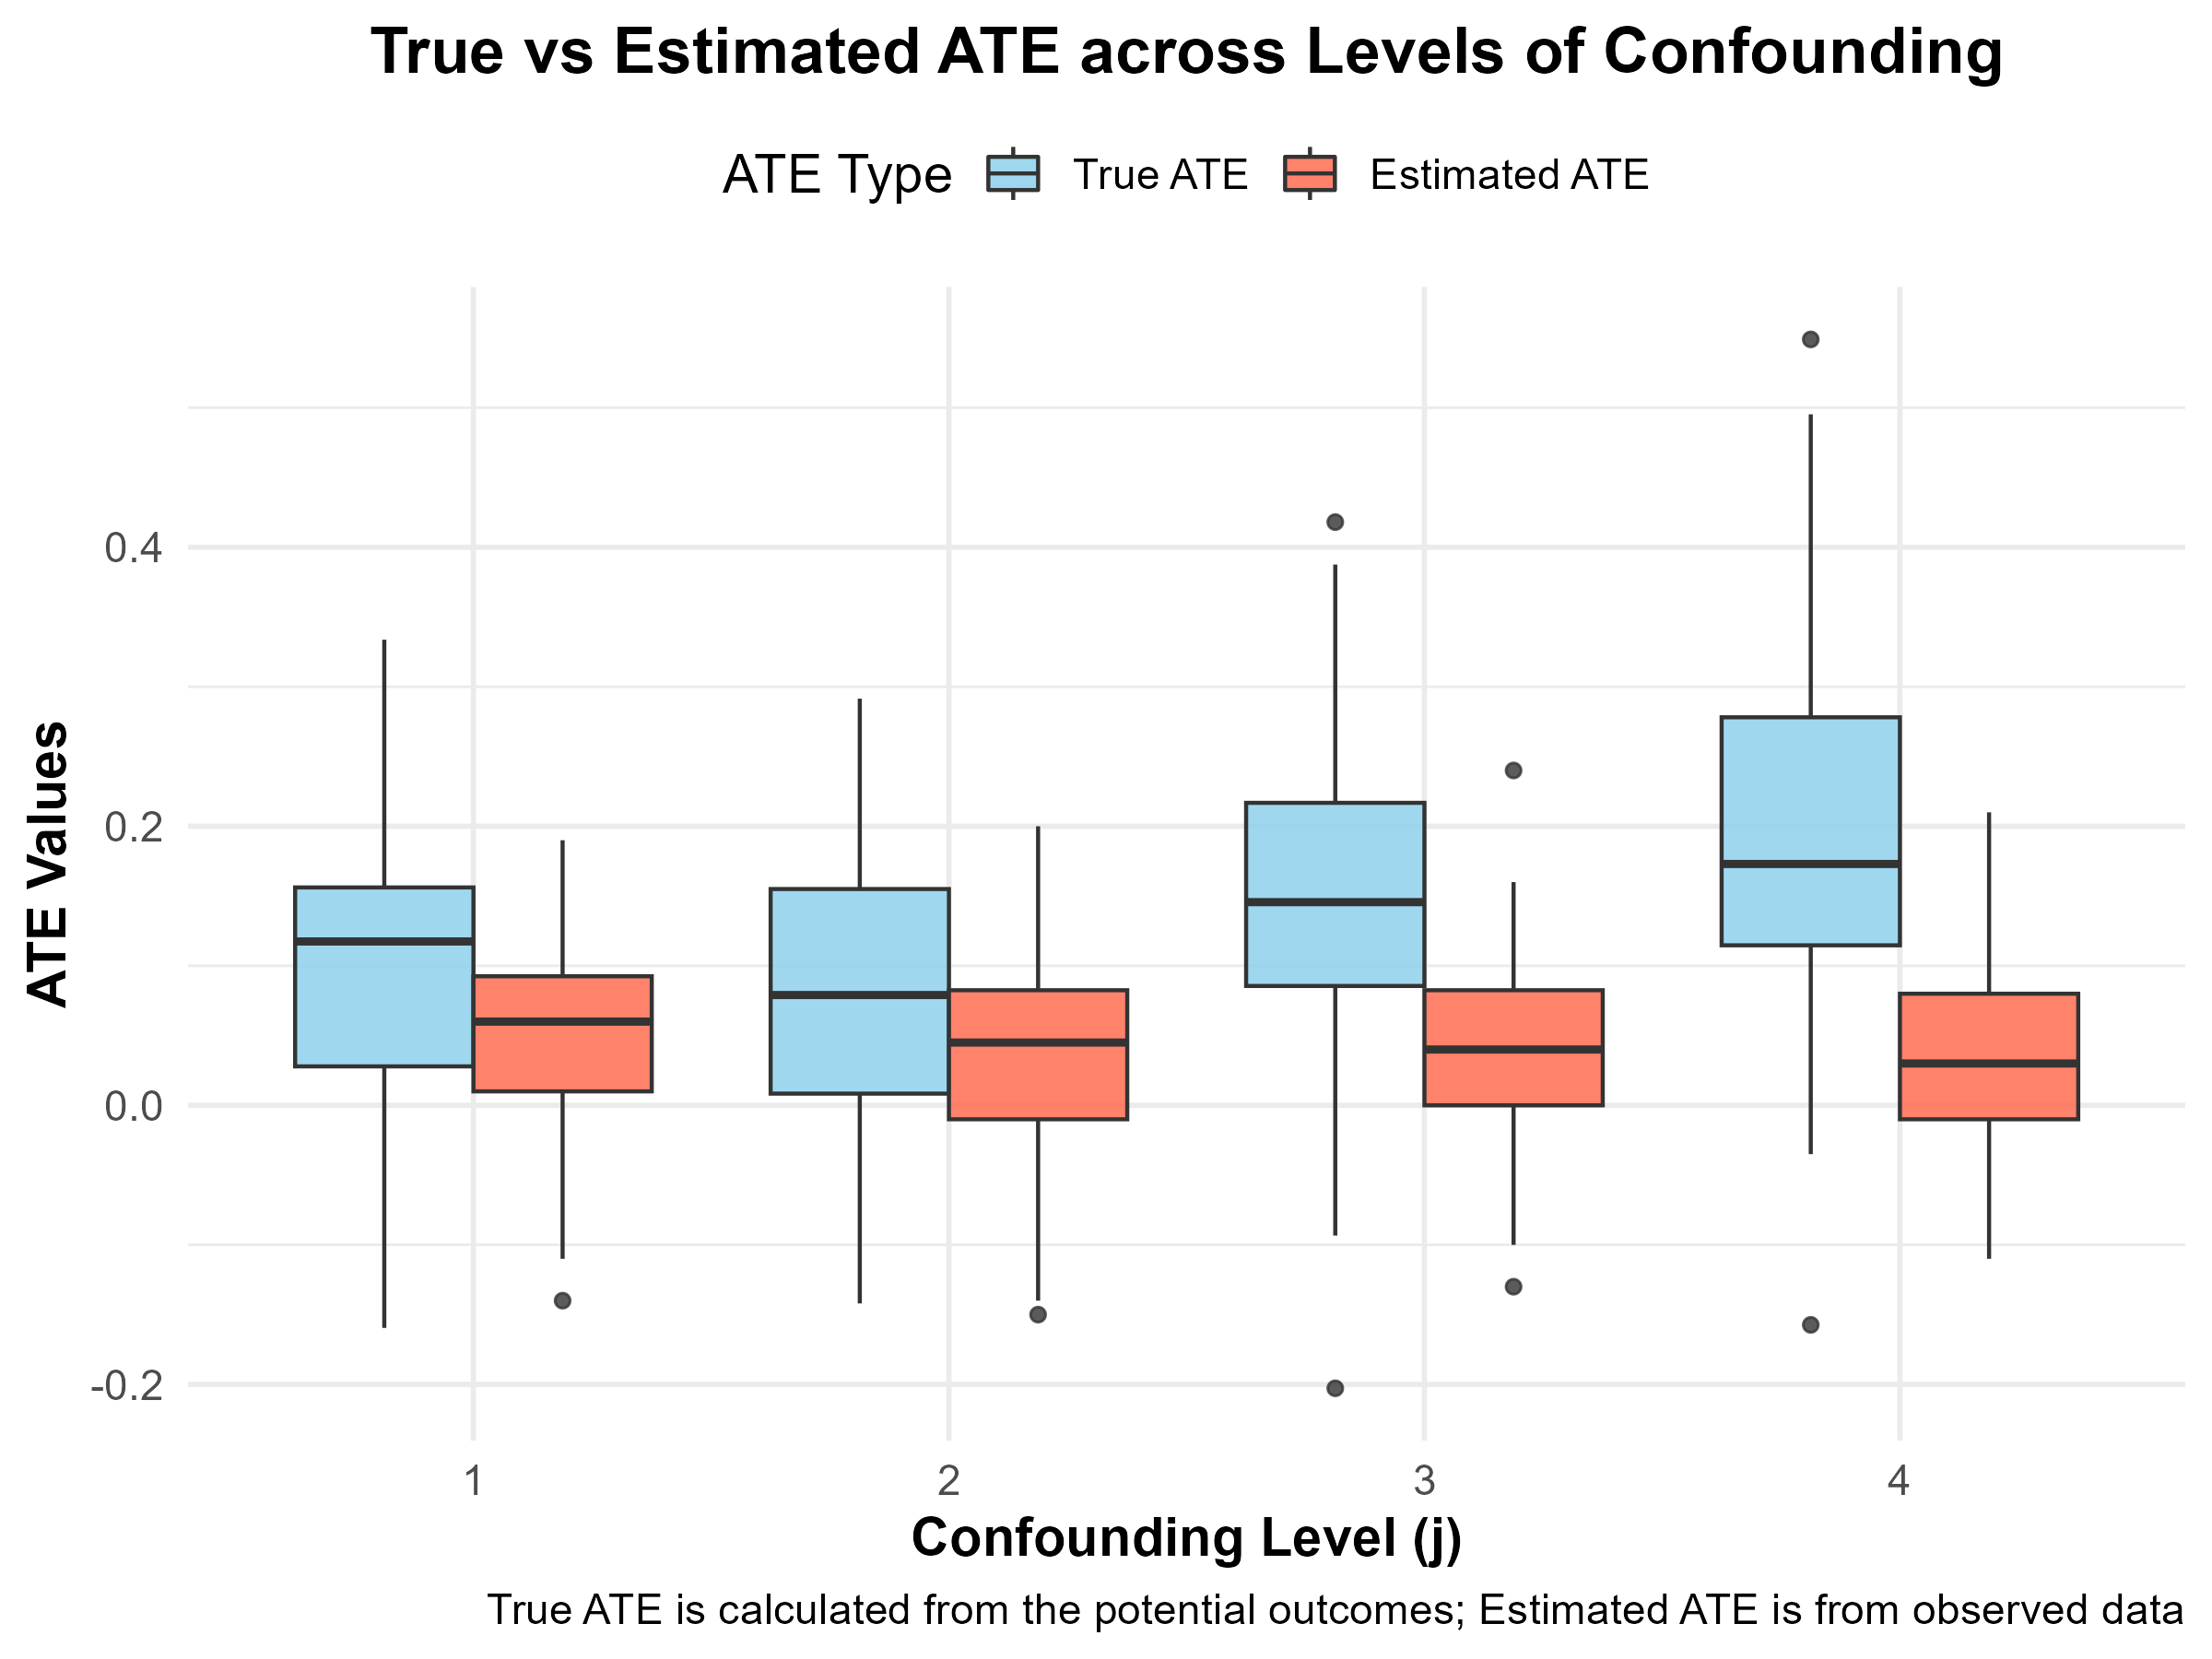 True vs Estimated ATE across Levels of Confounding
ATE Type True ATE Estimated ATE
ATE Values
0.4
0.2
0.0
-0.2
1 2 3 4
Confounding Level (j)
True ATE is calculated from the potential outcomes; Estimated ATE is from observed data